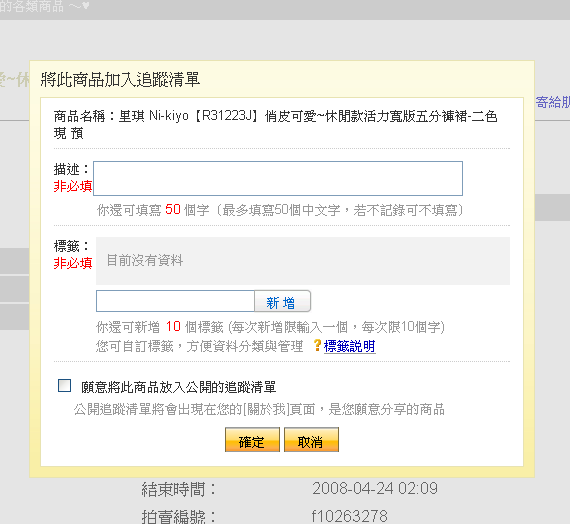 的各類商品 ～♥
愛~休
將此商品加入追蹤清單
寄給朋
商品名稱：星琪 Ni-kiyo【R31223J】俏皮可愛~休閒款活力寬版五分褲裙-二色
現 預
描述：
非必填
你還可填寫 50 個字〔最多填寫50個中文字，若不記錄可不填寫〕
標籤：
非必填
目前沒有資料
新增
你還可新增 10 個標籤 (每次新增限輸入一個，每次限10個字)
您可自訂標籤，方便資料分類與管理 ?標籤說明
願意將此商品放入公開的追蹤清單
公開追蹤清單將會出現在您的[關於我]頁面，是您願意分享的商品
確定 取消
結束時間： 2008-04-24 02:09
拍賣編號： f10263278